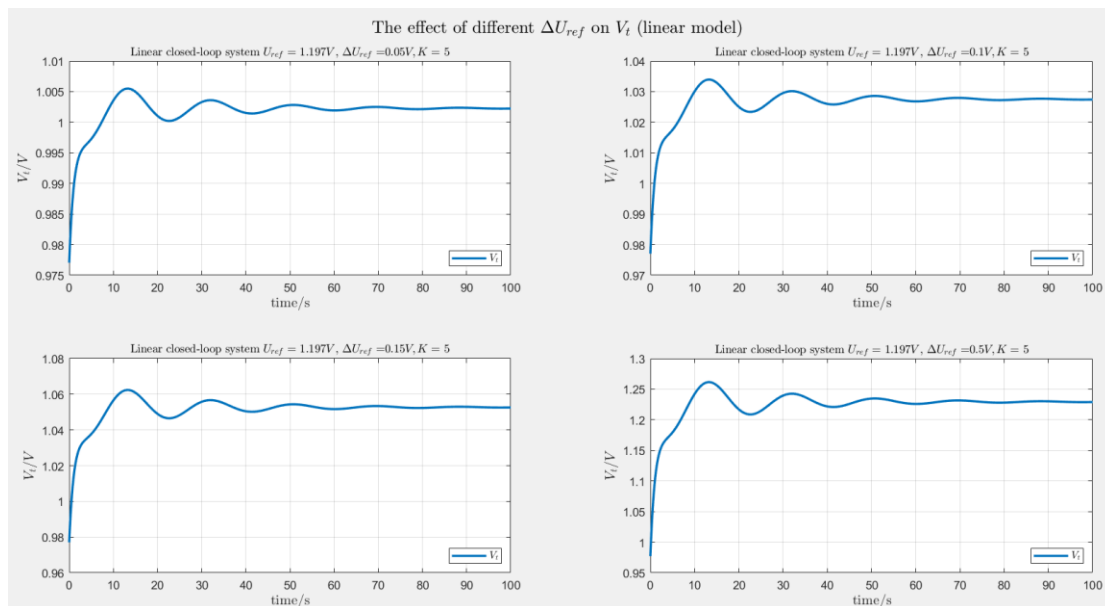 The effect of different ΔU_ref on V_t (linear model)
Linear closed-loop system U_ref = 1.197V, ΔU_ref =0.05V, K = 5
1.01
1.005
1
0.995
0.99
0.985
0.98
0.975
V_t/V
V_t
0 10 20 30 40 50 60 70 80 90 100
time/s
Linear closed-loop system U_ref = 1.197V, ΔU_ref =0.1V, K = 5
1.04
1.03
1.02
1.01
1
0.99
0.98
0.97
V_t/V
V_t
0 10 20 30 40 50 60 70 80 90 100
time/s
Linear closed-loop system U_ref = 1.197V, ΔU_ref =0.15V, K = 5
1.08
1.06
1.04
1.02
1
0.98
0.96
V_t/V
V_t
0 10 20 30 40 50 60 70 80 90 100
time/s
Linear closed-loop system U_ref = 1.197V, ΔU_ref =0.5V, K = 5
1.3
1.25
1.2
1.15
1.1
1.05
1
0.95
V_t/V
V_t
0 10 20 30 40 50 60 70 80 90 100
time/s